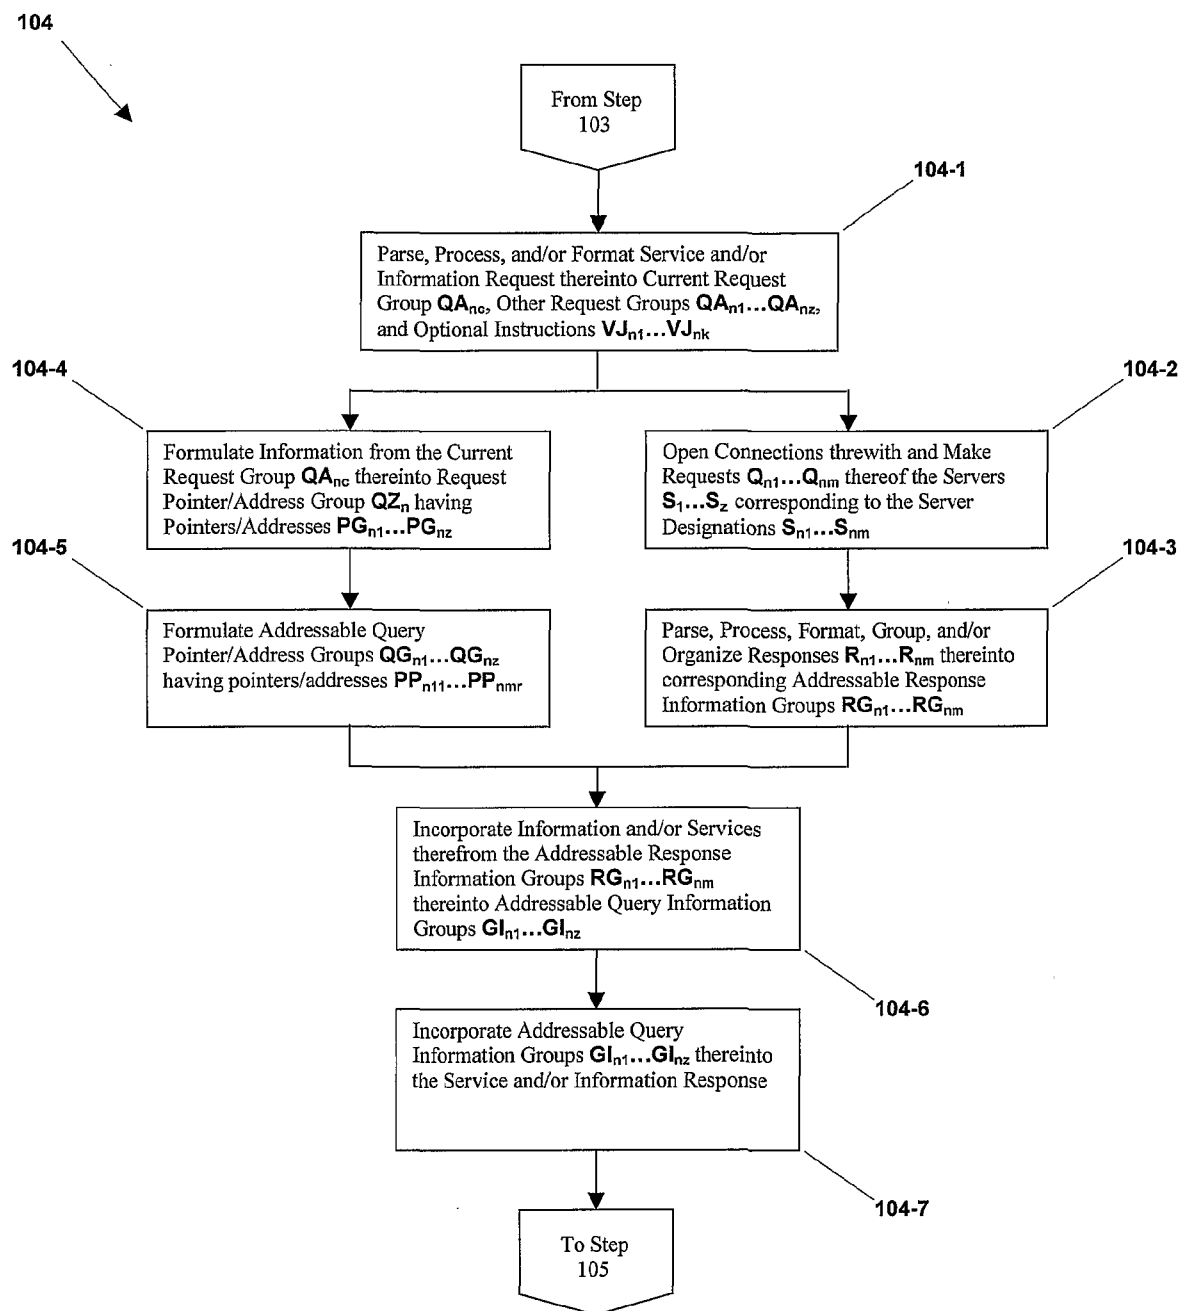 104
From Step
103
104-1
Parse, Process, and/or Format Service and/or
Information Request thereinto Current Request
Group QAnc, Other Request Groups QAn1...QAnz,
and Optional Instructions VJn1...VJnk
104-4
104-2
Formulate Information from the Current
Request Group QAnc thereinto Request
Pointer/Address Group QZn having
Pointers/Addresses PGn1...PGnz
Open Connections threwith and Make
Requests Qn1...Qnm thereof the Servers
S1...Sz corresponding to the Server
Designations Sn1...Snm
104-5
104-3
Formulate Addressable Query
Pointer/Address Groups QGn1...QGnz
having pointers/addresses PPn11...PPnmr
Parse, Process, Format, Group, and/or
Organize Responses Rn1...Rnm thereinto
corresponding Addressable Response
Information Groups RGn1...RGnm
Incorporate Information and/or Services
therefrom the Addressable Response
Information Groups RGn1...RGnm
thereinto Addressable Query Information
Groups GIn1...GInz
104-6
Incorporate Addressable Query
Information Groups GIn1...GInz thereinto
the Service and/or Information Response
104-7
To Step
105